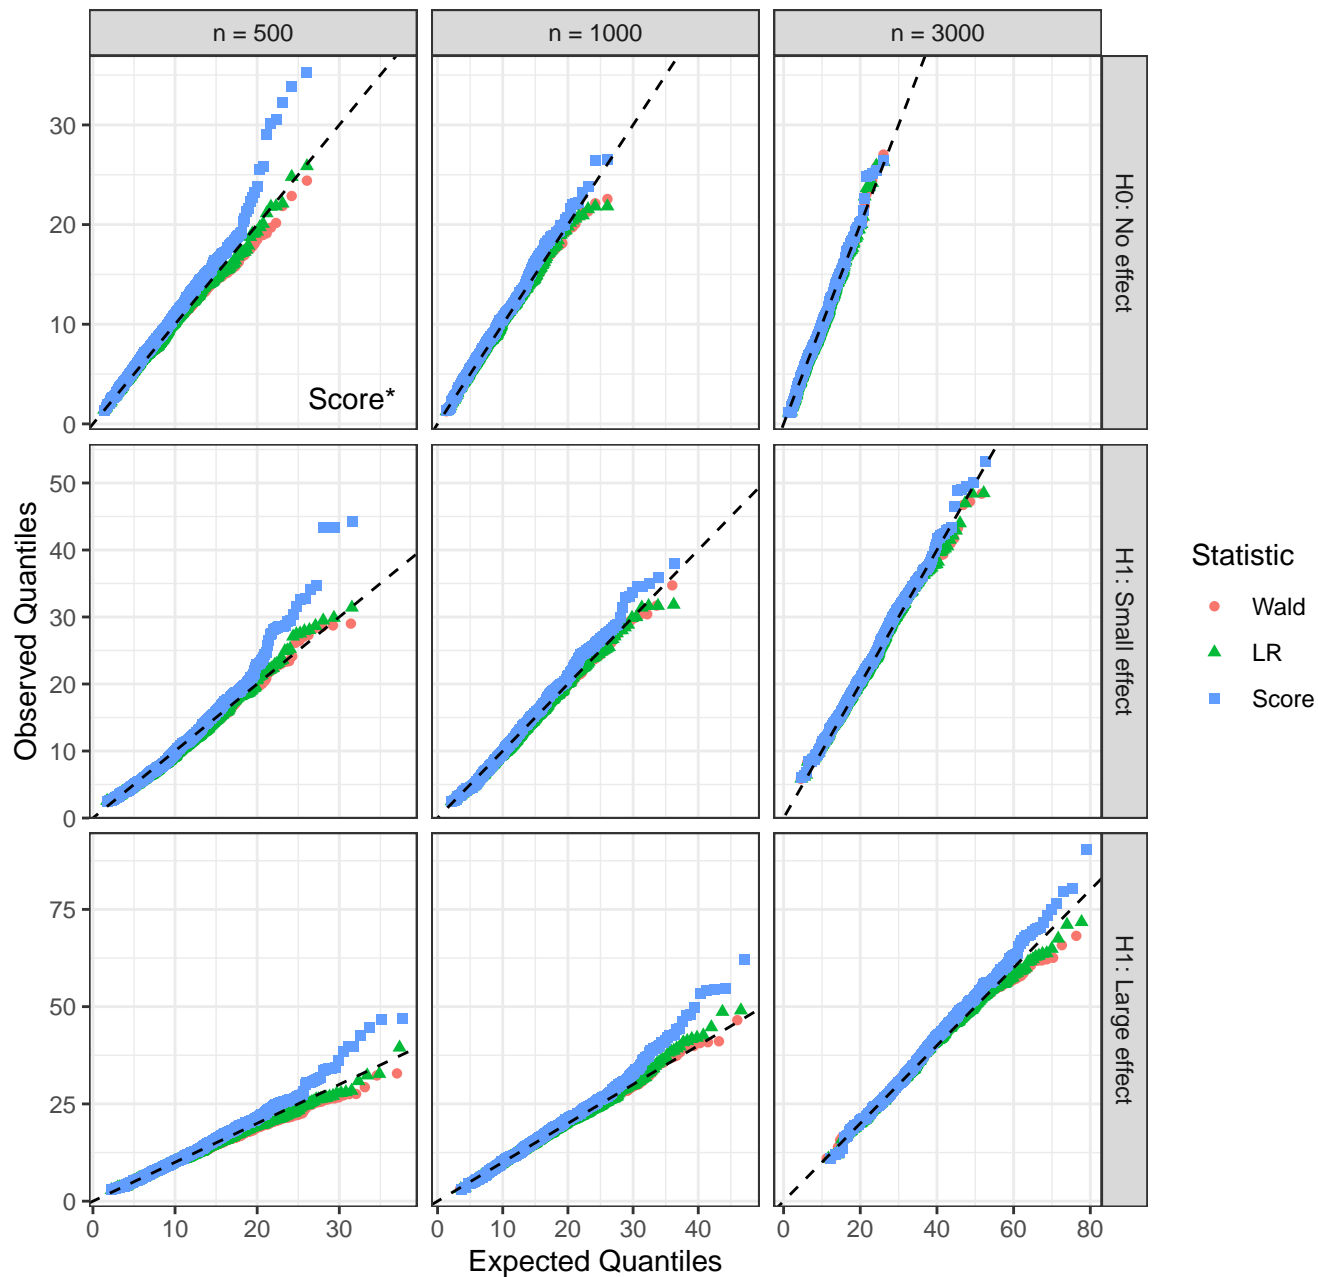 n = 500
n = 1000
n = 3000
30
20
10
0
Score*
H0: No effect
50
40
30
20
10
0
H1: Small effect
75
50
25
0
H1: Large effect
0 10 20 30
0 10 20 30 40
0 20 40 60 80
Expected Quantiles
Observed Quantiles
Statistic
Wald
LR
Score